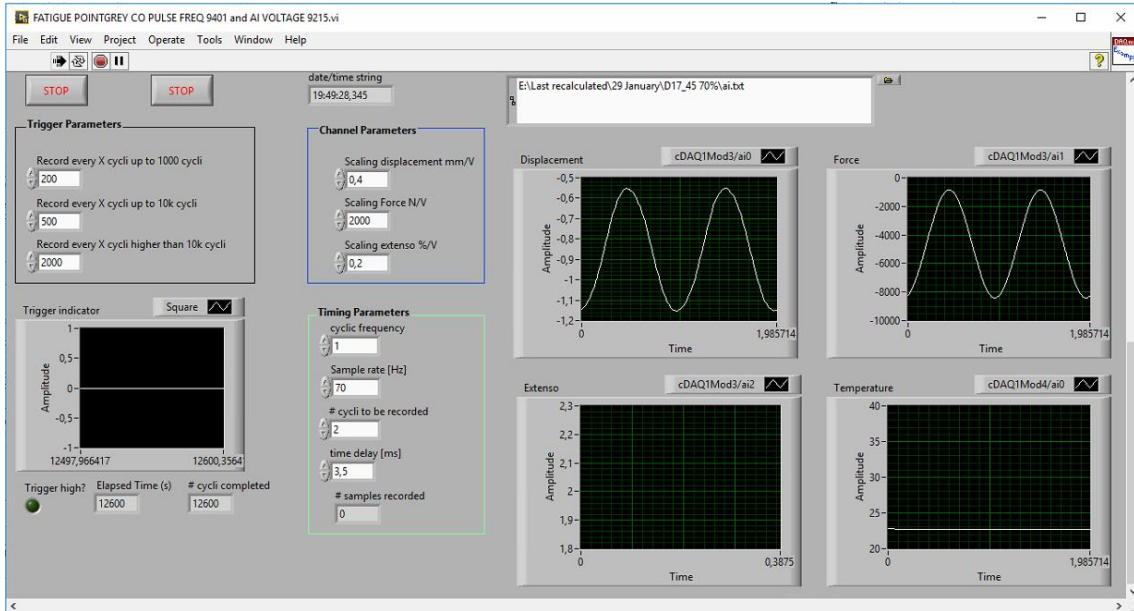 FATIGUE POINTGREY CO PULSE FREQ 9401 and AI VOLTAGE 9215.vi
File Edit View Project Operate Tools Window Help
STOP
STOP
date/time string
19:49:28,345
E:\Last recalculated\29 January\D17_45 70%\ai.txt
Trigger Parameters
Record every X cycli up to 1000 cycli
200
Record every X cycli up to 10k cycli
500
Record every X cycli higher than 10k cycli
2000
Channel Parameters
Scaling displacement mm/V
0,4
Scaling Force N/V
2000
Scaling extenso %/V
0,2
Trigger indicator
Square
Amplitude
1
0,5
0
-0,5
-1
12497,966417
12600,3564
Trigger high?
Elapsed Time (s)
12600
# cycli completed
12600
Timing Parameters
cyclic frequency
1
Sample rate [Hz]
70
# cycli to be recorded
2
time delay [ms]
3,5
# samples recorded
0
Displacement
cDAQ1Mod3/ai0
Amplitude
-0,5
-0,6
-0,7
-0,8
-0,9
-1
-1,1
-1,2
0
1,985714
Time
Force
cDAQ1Mod3/ai1
Amplitude
0
-2000
-4000
-6000
-8000
-10000
0
1,985714
Time
Extenso
cDAQ1Mod3/ai2
Amplitude
2,3
2,2
2,1
2
1,9
1,8
0
0,3875
Time
Temperature
cDAQ1Mod4/ai0
Amplitude
40
35
30
25
20
0
1,985714
Time